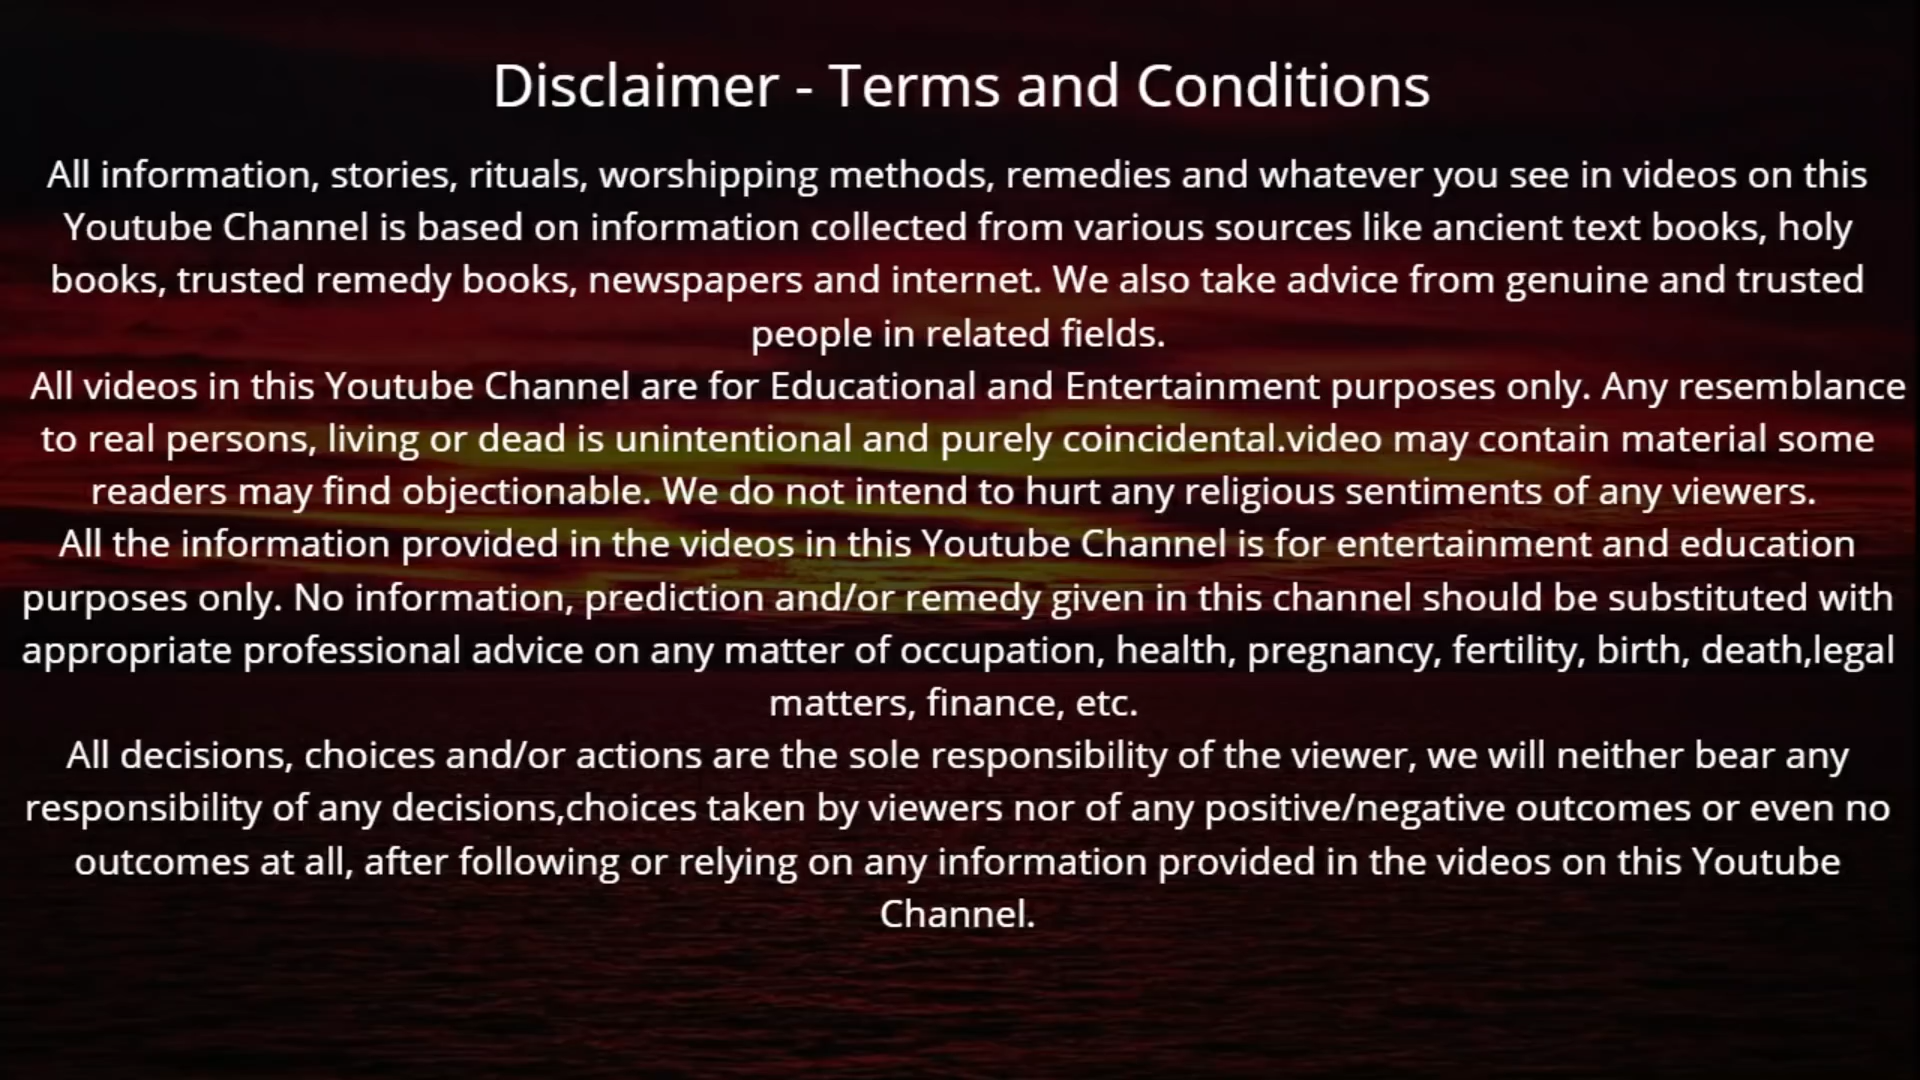 Disclaimer - Terms and Conditions
All information, stories, rituals, worshipping methods, remedies and whatever you see in videos on this
Youtube Channel is based on information collected from various sources like ancient text books, holy
books, trusted remedy books, newspapers and internet. We also take advice from genuine and trusted
people in related fields.
All videos in this Youtube Channel are for Educational and Entertainment purposes only. Any resemblance
to real persons, living or dead is unintentional and purely coincidental.video may contain material some
readers may find objectionable. We do not intend to hurt any religious sentiments of any viewers.
All the information provided in the videos in this Youtube Channel is for entertainment and education
purposes only. No information, prediction and/or remedy given in this channel should be substituted with
appropriate professional advice on any matter of occupation, health, pregnancy, fertility, birth, death,legal
matters, finance, etc.
All decisions, choices and/or actions are the sole responsibility of the viewer, we will neither bear any
responsibility of any decisions,choices taken by viewers nor of any positive/negative outcomes or even no
outcomes at all, after following or relying on any information provided in the videos on this Youtube
Channel.